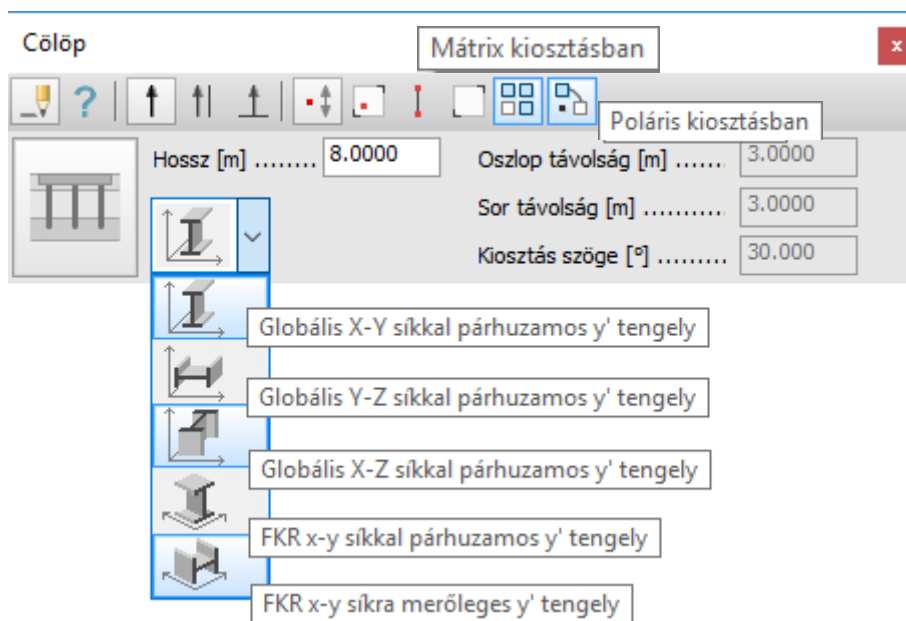 Cölöp
Mátrix kiosztásban
x
?
Poláris kiosztásban
Hossz [m] ........ 8.0000
Oszlop távolság [m] ....... 3.0000
Sor távolság [m] .......... 3.0000
Kiosztás szöge [°] ......... 30.000
Globális X-Y síkkal párhuzamos y' tengely
Globális Y-Z síkkal párhuzamos y' tengely
Globális X-Z síkkal párhuzamos y' tengely
FKR x-y síkkal párhuzamos y' tengely
FKR x-y síkra merőleges y' tengely